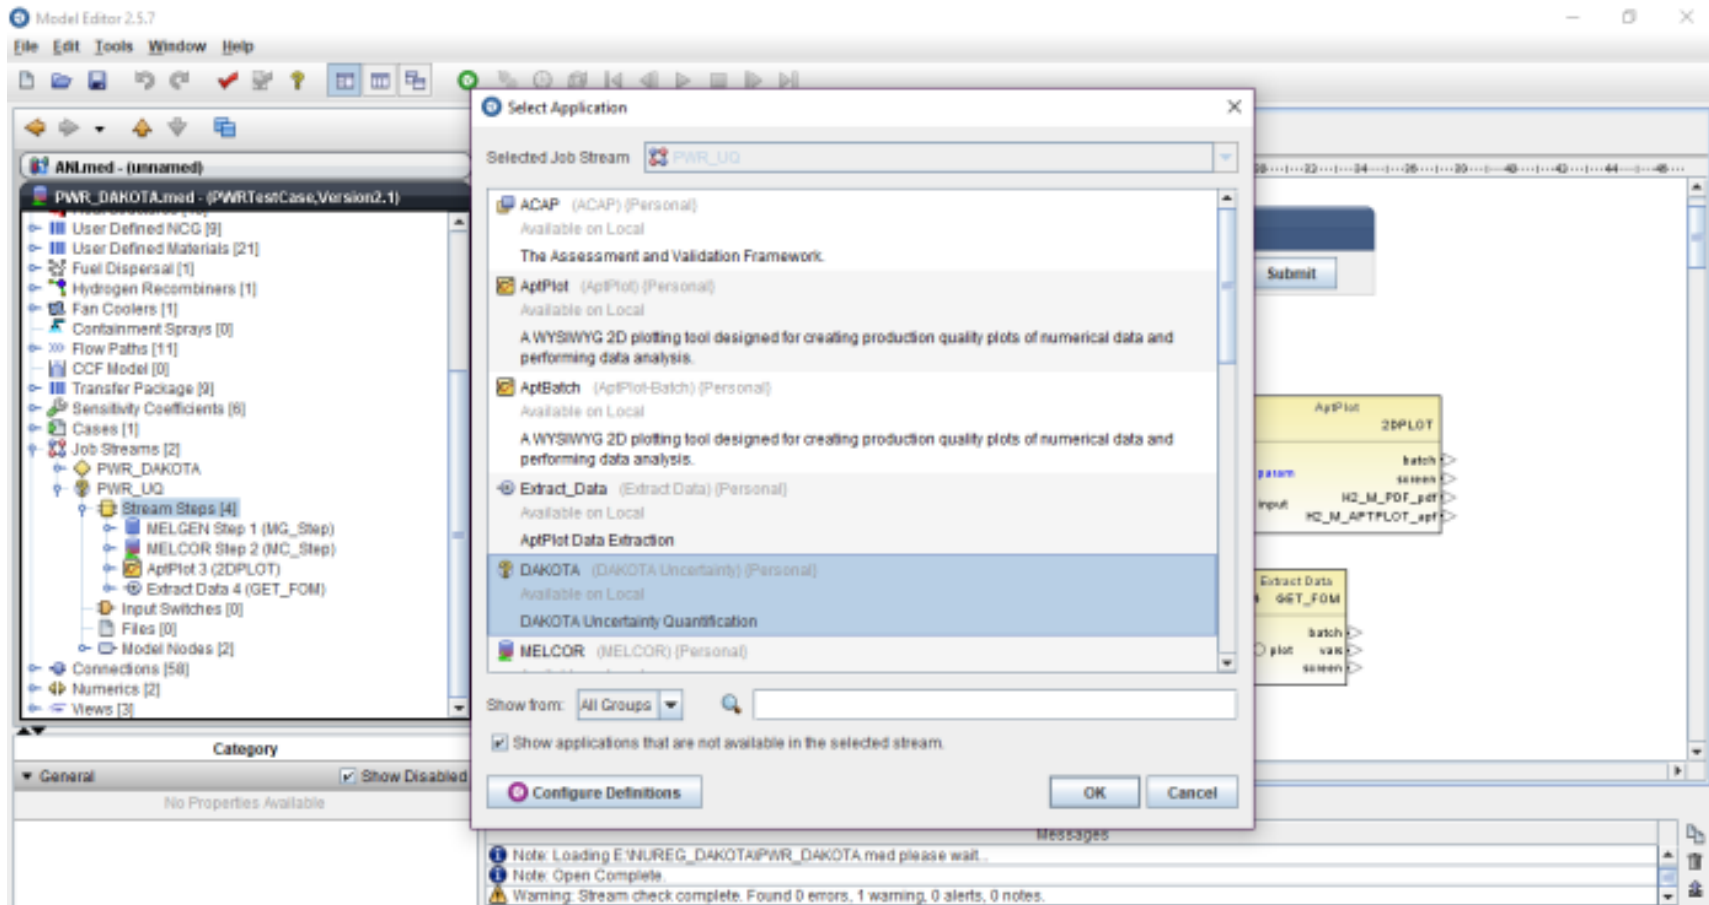 Model Editor 2.5.7
File Edit Tools Window Help
ANI.med - (unnamed)
PWR_DAKOTA.med - (PWRTestCase,Version2.1)
User Defined NCG [9]
User Defined Materials [21]
Fuel Dispersal [1]
Hydrogen Recombiners [1]
Fan Coolers [1]
Containment Sprays [0]
Flow Paths [11]
CCF Model [0]
Transfer Package [9]
Sensitivity Coefficients [6]
Cases [1]
Job Streams [2]
PWR_DAKOTA
PWR_UQ
Stream Steps [4]
MELGEN Step 1 (MG_Step)
MELCOR Step 2 (MC_Step)
AptPlot 3 (2DPLOT)
Extract Data 4 (GET_FOM)
Input Switches [0]
Files [0]
Model Nodes [2]
Connections [58]
Numerics [2]
Views [3]
Category
General
Show Disabled
No Properties Available
Select Application
Selected Job Stream PWR_UQ
ACAP (ACAP) (Personal)
Available on Local
The Assessment and Validation Framework.
AptPlot (AptPlot) (Personal)
Available on Local
A WYSIWYG 2D plotting tool designed for creating production quality plots of numerical data and
performing data analysis.
AptBatch (AptPlot-Batch) (Personal)
Available on Local
A WYSIWYG 2D plotting tool designed for creating production quality plots of numerical data and
performing data analysis.
Extract_Data (Extract Data) (Personal)
Available on Local
AptPlot Data Extraction
DAKOTA (DAKOTA Uncertainty) (Personal)
Available on Local
DAKOTA Uncertainty Quantification
MELCOR (MELCOR) (Personal)
Show from: All Groups
Show applications that are not available in the selected stream.
Configure Definitions
OK
Cancel
Submit
AptPlot
2DPLOT
batch
param
screen
H2_M_PDF_pdf
input
H2_M_APTPLOT_apf
Extract Data
GET_FOM
batch
plot vars
screen
Messages
Note: Loading E:\NUREG_DAKOTA\PWR_DAKOTA.med please wait...
Note: Open Complete.
Warning: Stream check complete. Found 0 errors, 1 warning, 0 alerts, 0 notes.